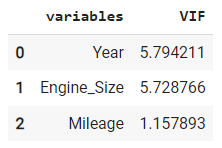 variables VIF
0 Year 5.794211
1 Engine_Size 5.728766
2 Mileage 1.157893